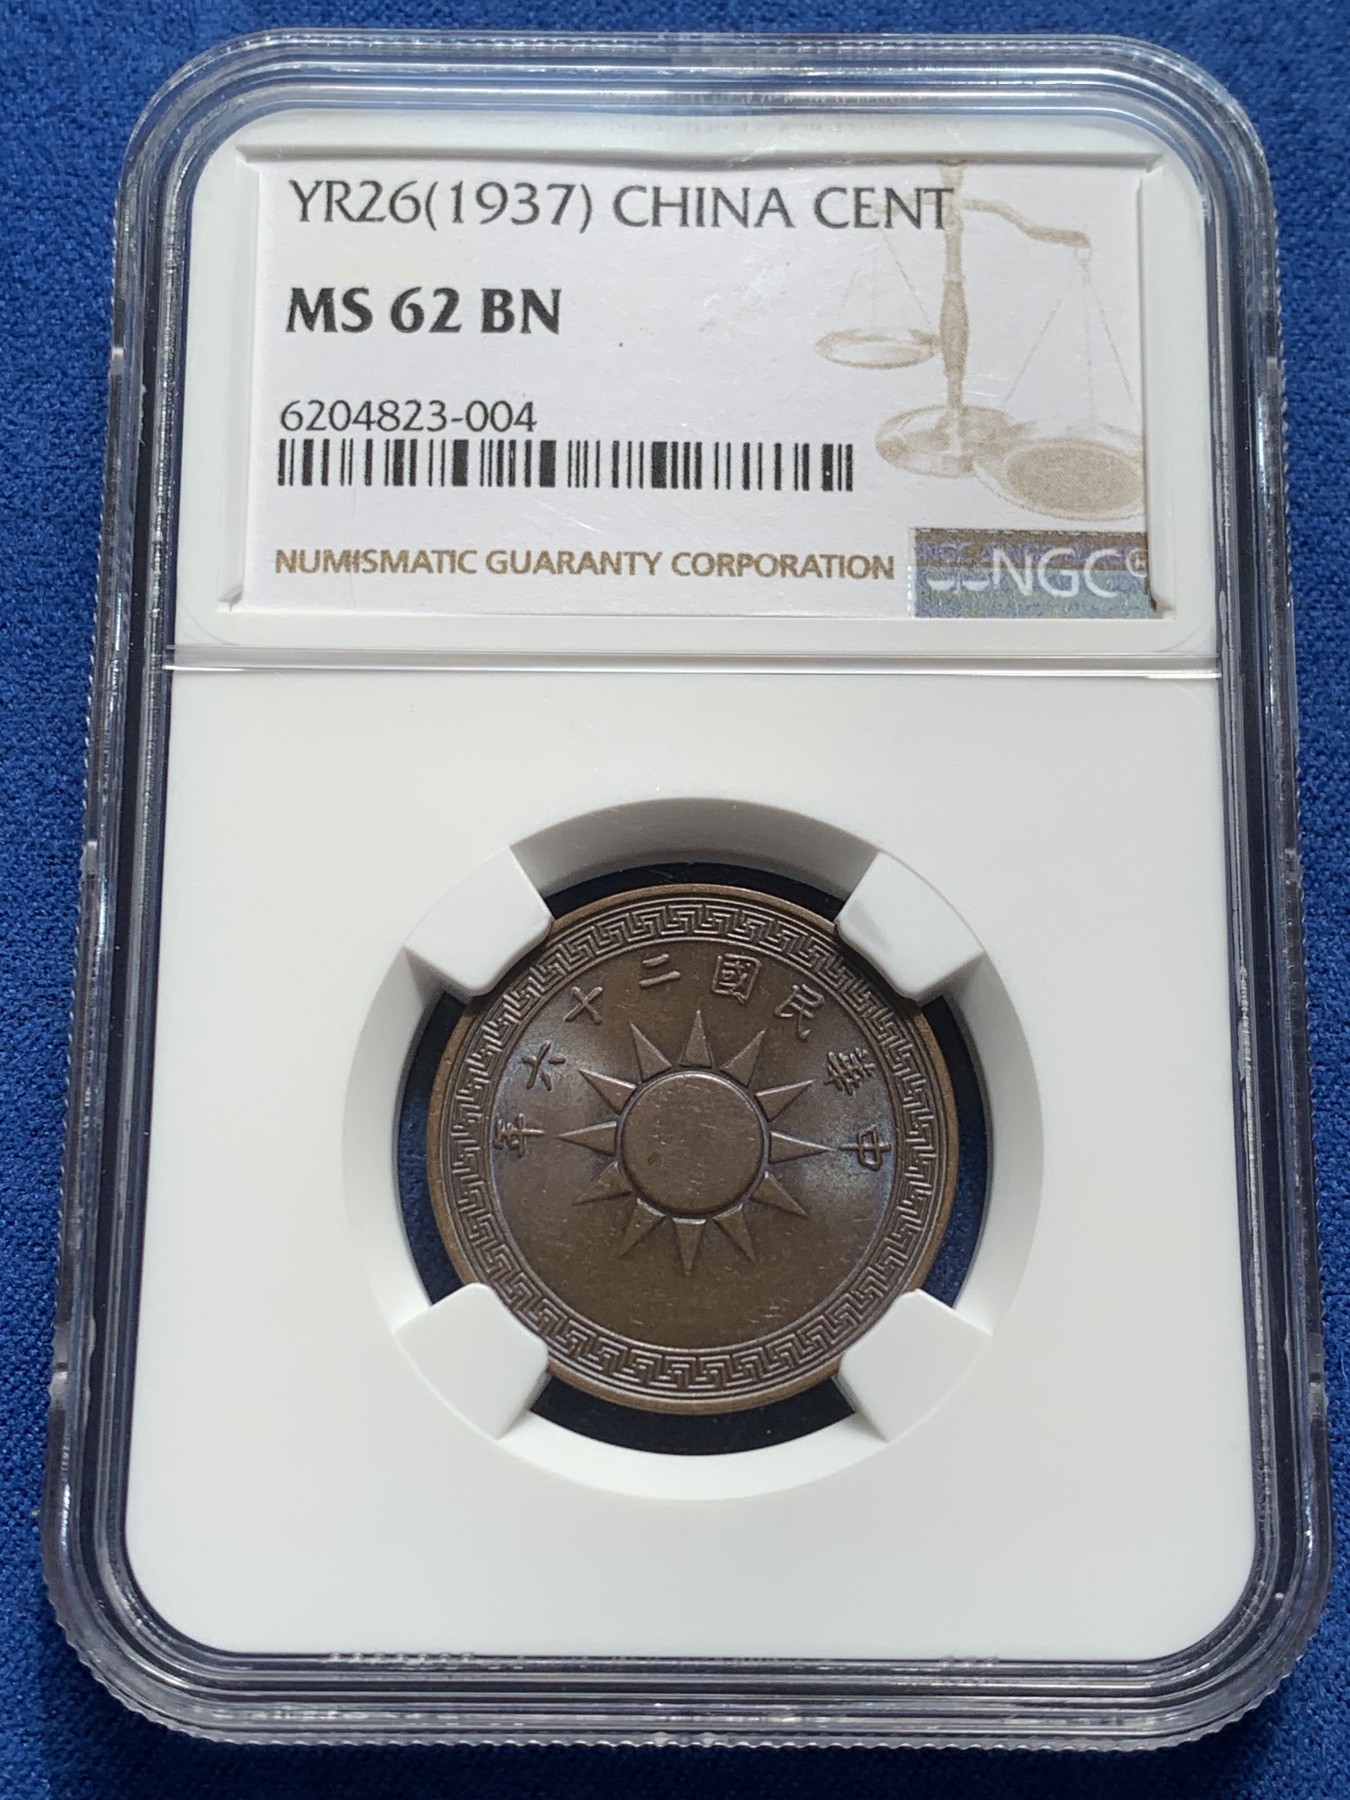 YR26(1937) CHINA CENT
MS 62 BN
6204823-004
NUMISMATIC GUARANTY CORPORATION
NGC
年六十二國民華中